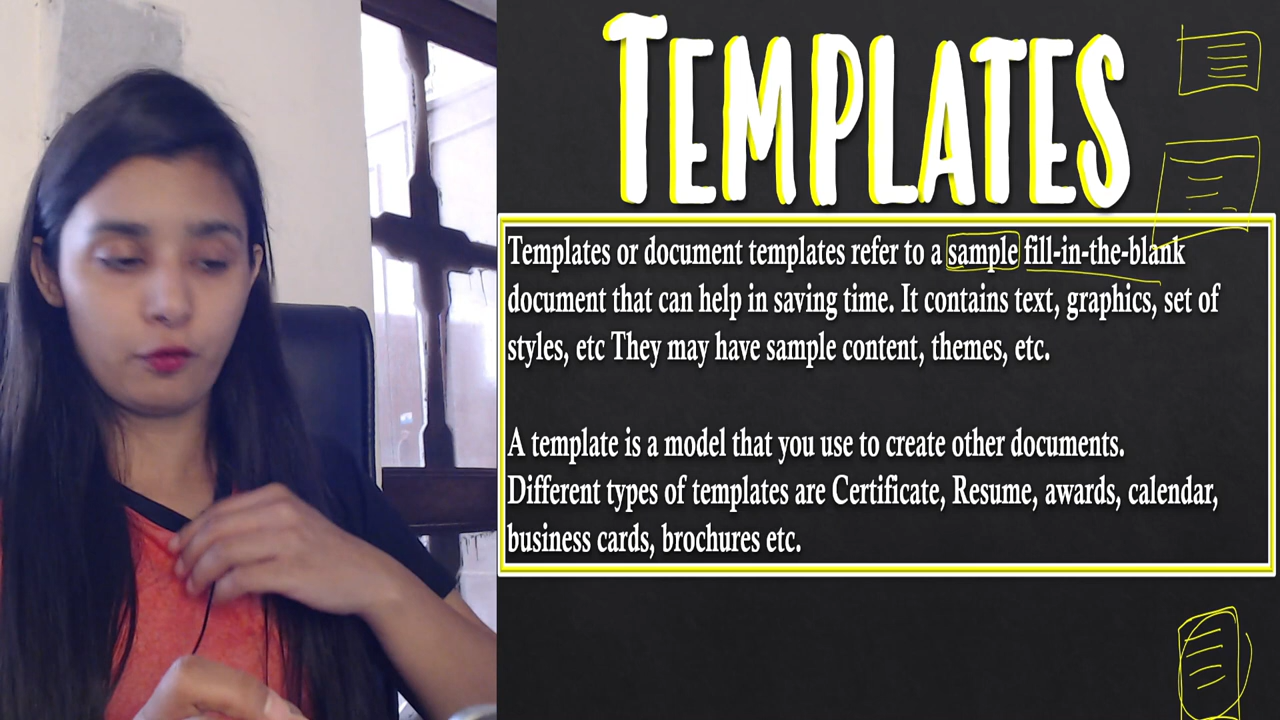 TEMPLATES
Templates or document templates refer to a sample fill-in-the-blank
document that can help in saving time. It contains text, graphics, set of
styles, etc They may have sample content, themes, etc.
A template is a model that you use to create other documents.
Different types of templates are Certificate, Resume, awards, calendar,
business cards, brochures etc.